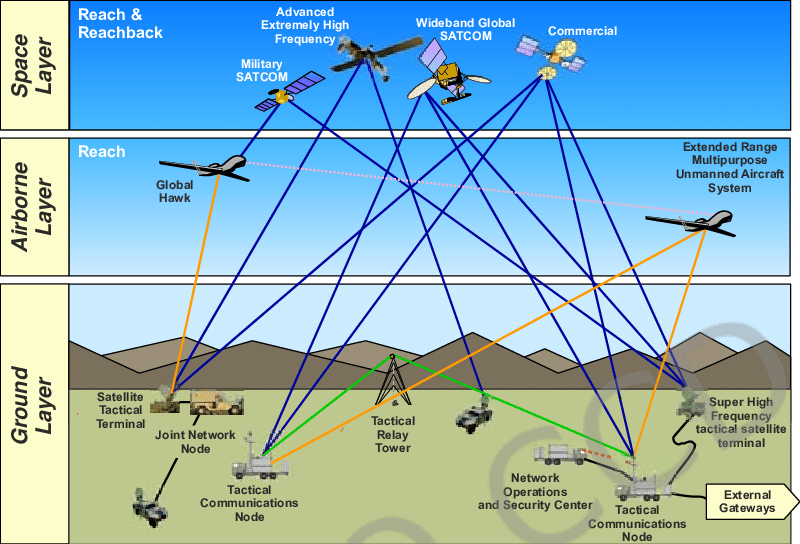 Space
Layer
Reach &
Reachback
Advanced
Extremely High
Frequency
Wideband Global
SATCOM
Commercial
Military
SATCOM
Airborne
Layer
Reach
Global
Hawk
Extended Range
Multipurpose
Unmanned Aircraft
System
Ground
Layer
Satellite
Tactical
Terminal
Joint Network
Node
Tactical
Relay
Tower
Super High
Frequency
tactical satellite
terminal
Tactical
Communications
Node
Network
Operations
and Security Center
Tactical
Communications
Node
External
Gateways